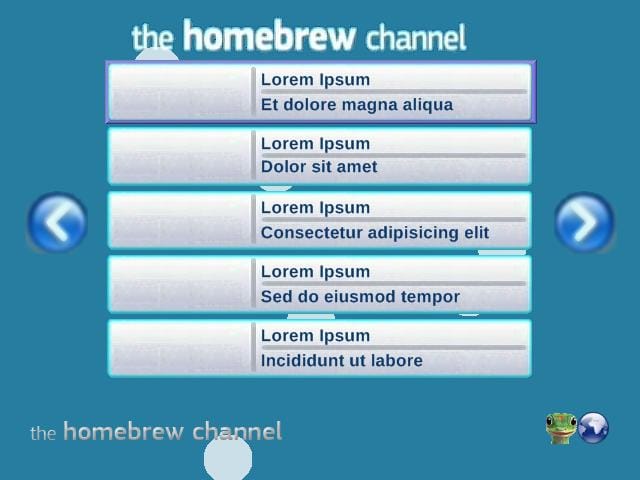 the homebrew channel
Lorem Ipsum
Et dolore magna aliqua
Lorem Ipsum
Dolor sit amet
Lorem Ipsum
Consectetur adipisicing elit
Lorem Ipsum
Sed do eiusmod tempor
Lorem Ipsum
Incididunt ut labore
the homebrew channel